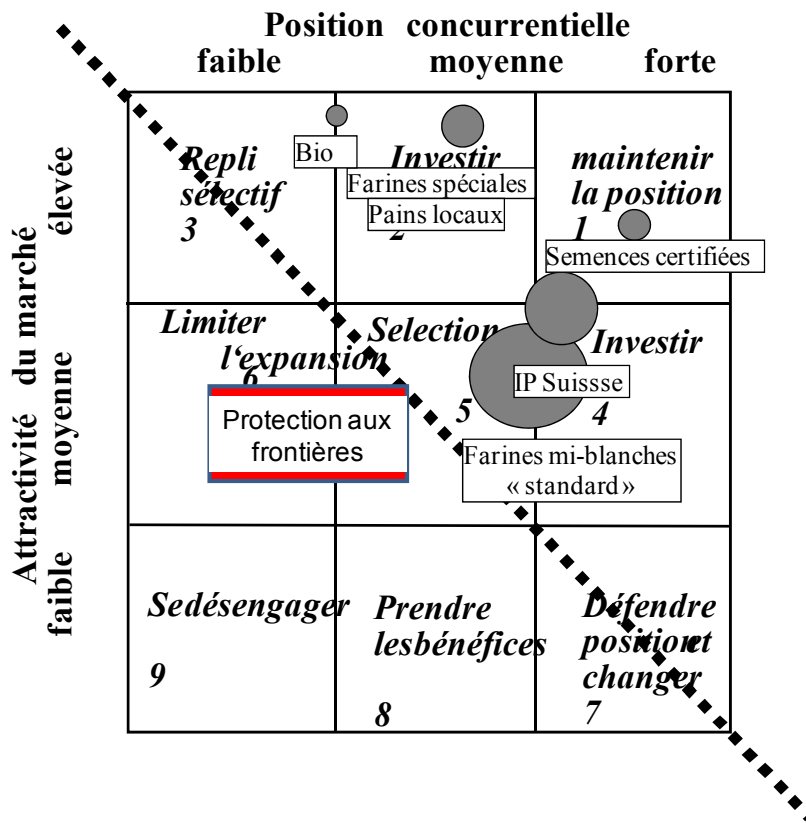 Position concurrentielle
faible moyenne forte
Attractivité du marché
élevée
moyenne
faible
Repli
sélectif
3
Bio
Investir
Farines spéciales
Pains locaux
2
maintenir
la position
1
Semences certifiées
Limiter
l‘expansion
6
Protection aux
frontières
Selection
5
Investir
IP Suissse
4
Farines mi-blanches
« standard »
Sedésengager
9
Prendre
lesbénéfices
8
Défendre
positionet
changer
7